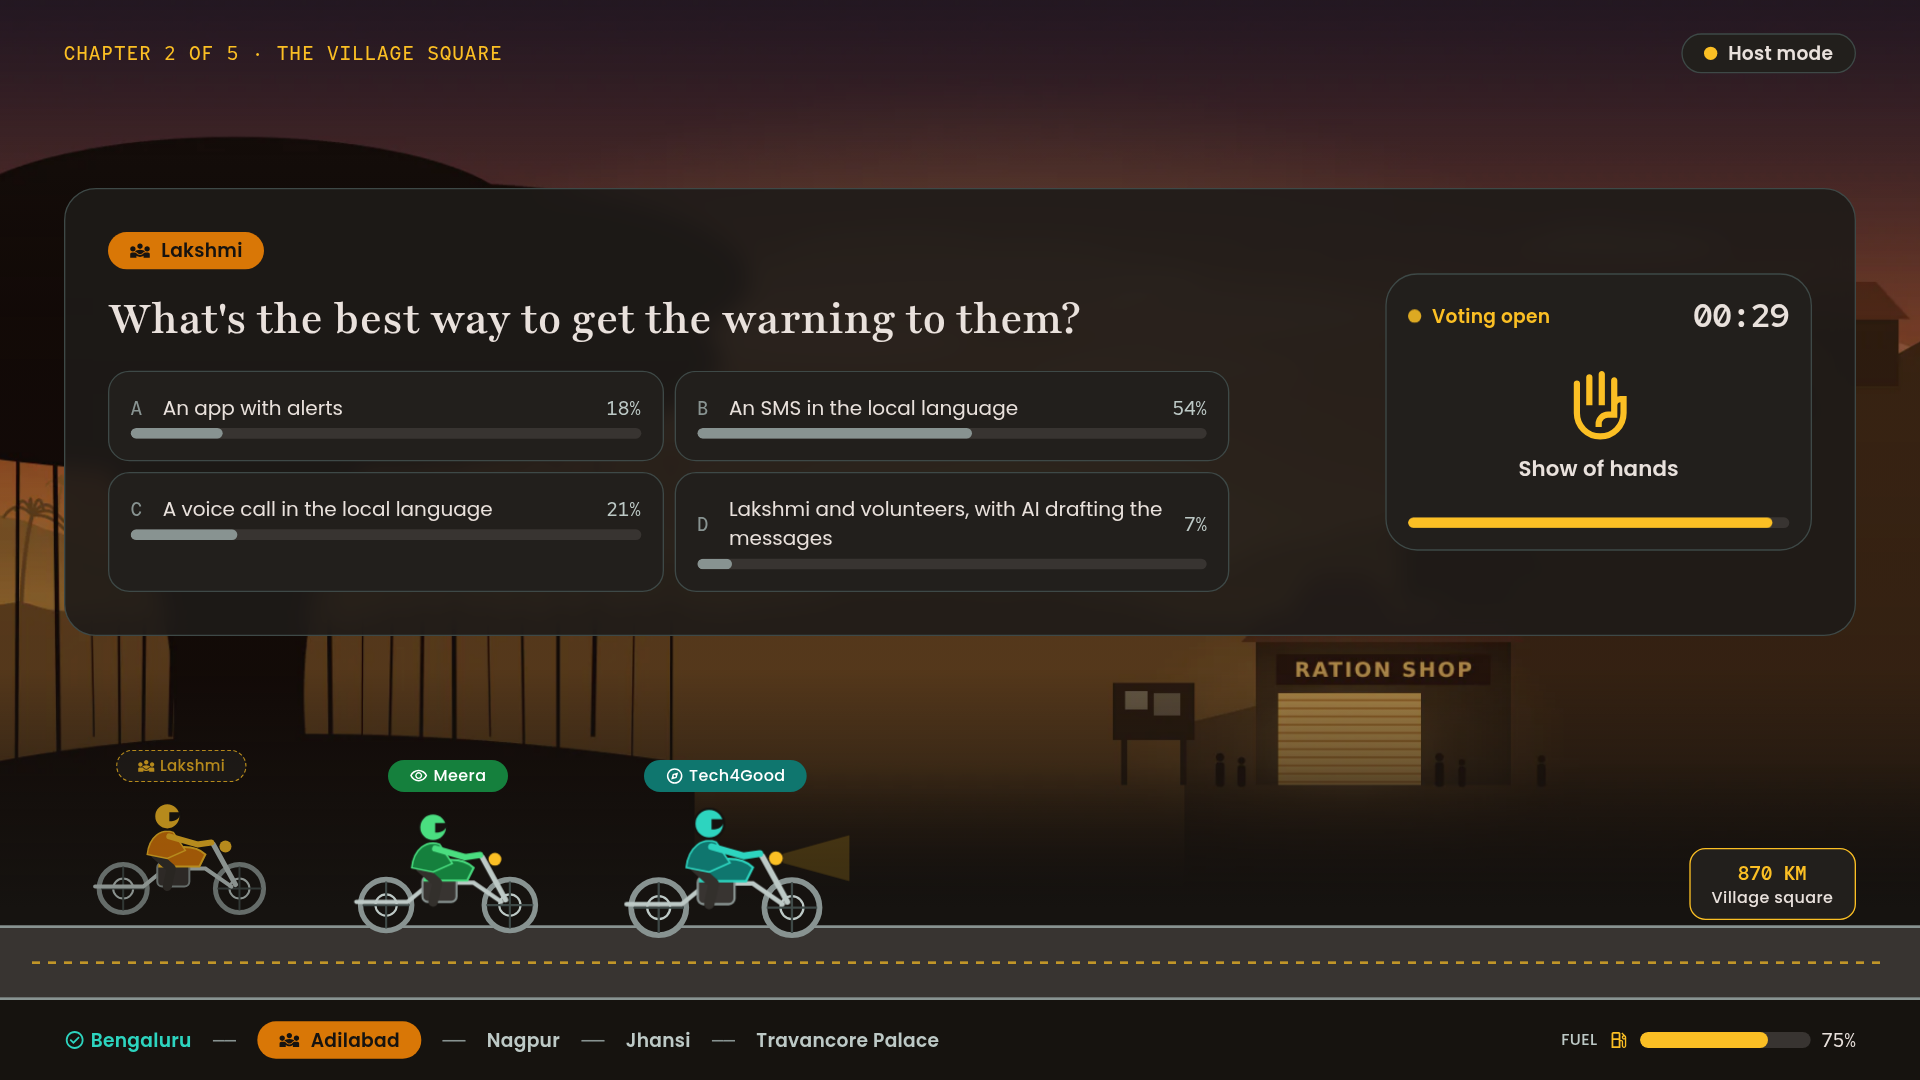 CHAPTER 2 OF 5 · THE VILLAGE SQUARE
Host mode
Lakshmi
What's the best way to get the warning to them?
A An app with alerts 18%
B An SMS in the local language 54%
C A voice call in the local language 21%
D Lakshmi and volunteers, with AI drafting the
messages 7%
Voting open 00:29
Show of hands
RATION SHOP
Lakshmi
Meera
Tech4Good
870 KM
Village square
Bengaluru — Adilabad — Nagpur — Jhansi — Travancore Palace
FUEL 75%